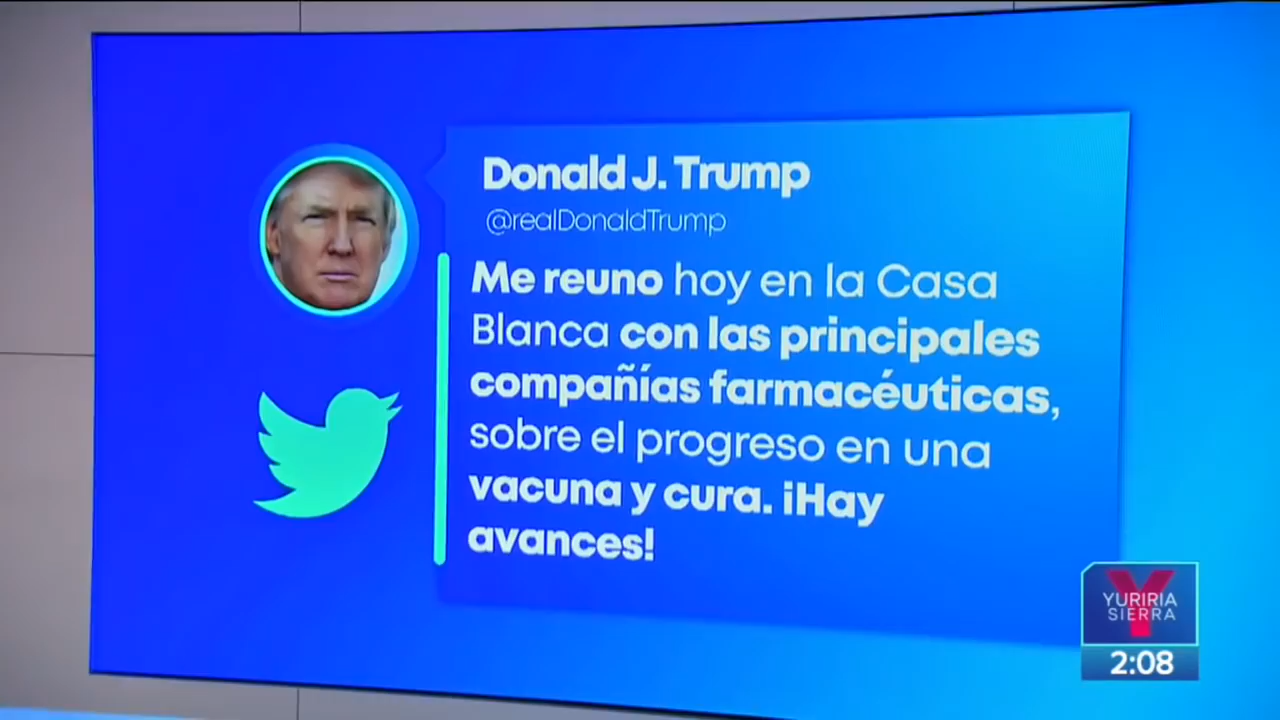 Donald J. Trump
@realDonaldTrump
Me reuno hoy en la Casa
Blanca con las principales
compañías farmacéuticas,
sobre el progreso en una
vacuna y cura. ¡Hay
avances!
Y
YURIRIA
SIERRA
2:08